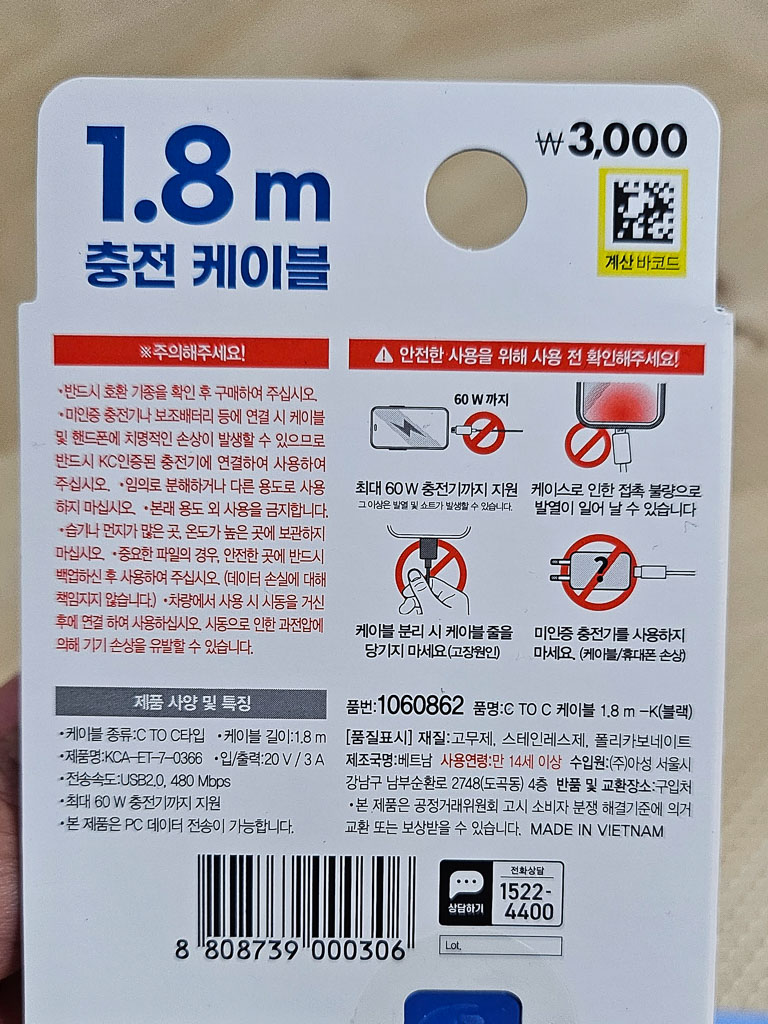 1.8 m
충전 케이블
₩3,000
계산 바코드
※주의해주세요!
•반드시 호환 기종을 확인 후 구매하여 주십시오.
•미인증 충전기나 보조배터리 등에 연결 시 케이블
및 핸드폰에 치명적인 손상이 발생할 수 있으므로
반드시 KC인증된 충전기에 연결하여 사용하여
주십시오. •임의로 분해하거나 다른 용도로 사용
하지 마십시오. •본래 용도 외 사용을 금지합니다.
•습기나 먼지가 많은 곳, 온도가 높은 곳에 보관하지
마십시오. •중요한 파일의 경우, 안전한 곳에 반드시
백업하신 후 사용하여 주십시오. (데이터 손실에 대해
책임지지 않습니다.) •차량에서 사용 시 시동을 거신
후에 연결 하여 사용하십시오. 시동으로 인한 과전압에
의해 기기 손상을 유발할 수 있습니다.
⚠ 안전한 사용을 위해 사용 전 확인해주세요!
60 W 까지
최대 60 W 충전기까지 지원
그 이상은 발열 및 쇼트가 발생할 수 있습니다.
케이스로 인한 접촉 불량으로
발열이 일어 날 수 있습니다
케이블 분리 시 케이블 줄을
당기지 마세요(고장원인)
?
미인증 충전기를 사용하지
마세요. (케이블/휴대폰 손상)
제품 사양 및 특징
•케이블 종류:C TO C타입 •케이블 길이:1.8 m
•제품명:KCA-ET-7-0366 •입/출력:20 V / 3 A
•전송속도:USB2.0, 480 Mbps
•최대 60 W 충전기까지 지원
•본 제품은 PC 데이터 전송이 가능합니다.
품번:1060862 품명:C TO C 케이블 1.8 m -K(블랙)
[품질표시] 재질:고무제, 스테인레스제, 폴리카보네이트
제조국명:베트남 사용연령:만 14세 이상 수입원:(주)아성 서울시
강남구 남부순환로 2748(도곡동) 4층 반품 및 교환장소:구입처
•본 제품은 공정거래위원회 고시 소비자 분쟁 해결기준에 의거
교환 또는 보상받을 수 있습니다. MADE IN VIETNAM
8 808739 000306
상담하기
전화상담
1522-
4400
Lot.